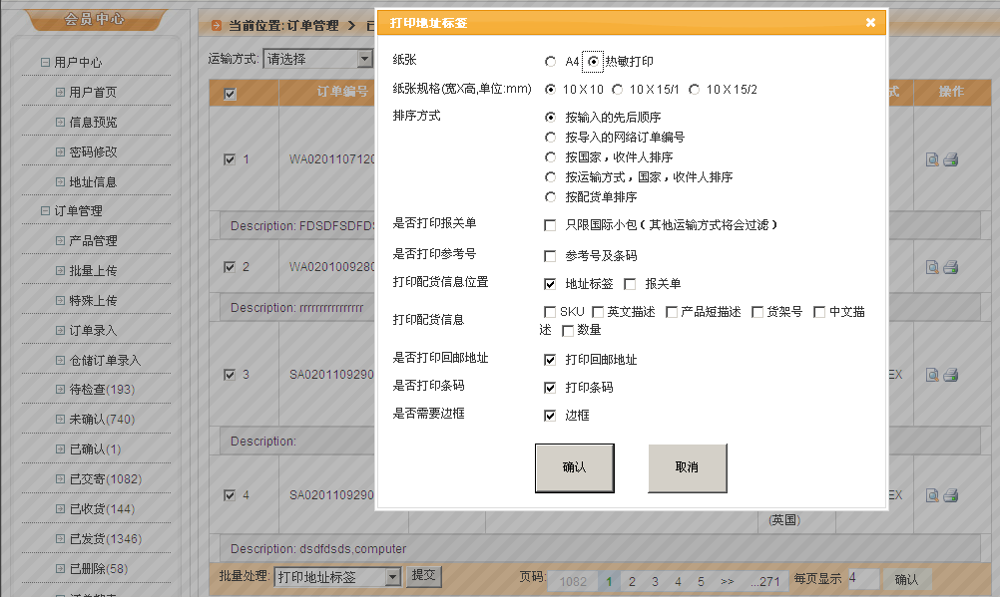 会员中心
用户中心
用户首页
信息预览
密码修改
地址信息
订单管理
产品管理
批量上传
特殊上传
订单录入
仓储订单录入
待检查(193)
未确认(740)
已确认(1)
已交寄(1082)
已收货(144)
已发货(1346)
已删除(58)
当前位置:订单管理 > 已
运输方式: 请选择
订单编号
式 操作
1 WA0201107120
Description: FDSDFSDFDS
2 WA0201009280
Description: rrrrrrrrrrrrrrrr
3 SA0201109290 EX
Description:
4 SA0201109290 EX
(英国)
Description: dsdfdsds,computer
批量处理: 打印地址标签 提交 页码: 1082 1 2 3 4 5 >> ...271 每页显示 4 确认
打印地址标签
纸张 A4 热敏打印
纸张规格(宽X高,单位:mm) 10 X 10 10 X 15/1 10 X 15/2
排序方式 按输入的先后顺序
按导入的网络订单编号
按国家，收件人排序
按运输方式，国家，收件人排序
按配货单排序
是否打印报关单 只限国际小包（其他运输方式将会过滤）
是否打印参考号 参考号及条码
打印配货信息位置 地址标签 报关单
打印配货信息 SKU 英文描述 产品短描述 货架号 中文描
述 数量
是否打印回邮地址 打印回邮地址
是否打印条码 打印条码
是否需要边框 边框
确认 取消